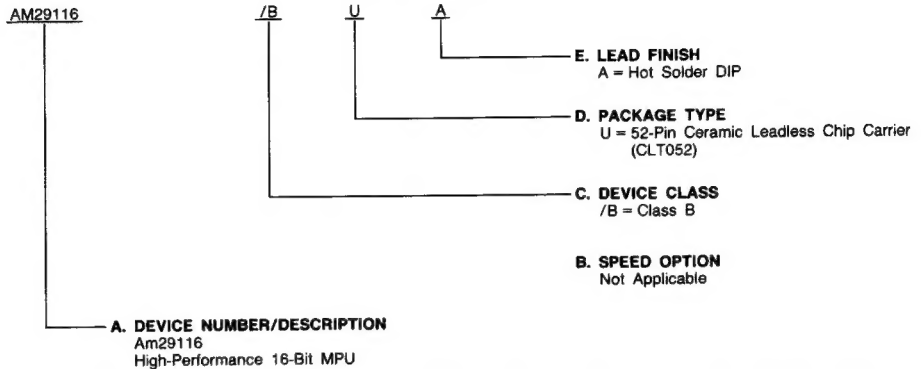 AM29116 /B U A
E. LEAD FINISH
A = Hot Solder DIP
D. PACKAGE TYPE
U = 52-Pin Ceramic Leadless Chip Carrier
(CLT052)
C. DEVICE CLASS
/B = Class B
B. SPEED OPTION
Not Applicable
A. DEVICE NUMBER/DESCRIPTION
Am29116
High-Performance 16-Bit MPU